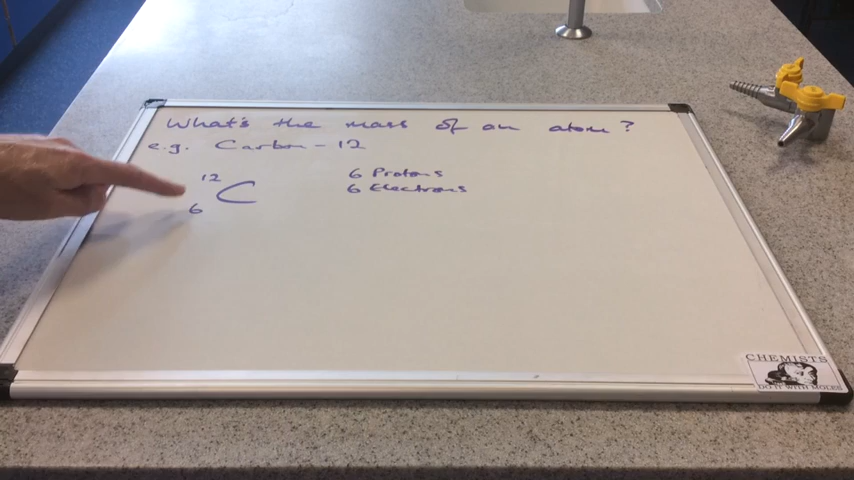 What's the mass of an atom?
e.g. Carbon - 12
12
6 C
6 Protons
6 Electrons
CHEMISTS
DO IT WITH MOLES